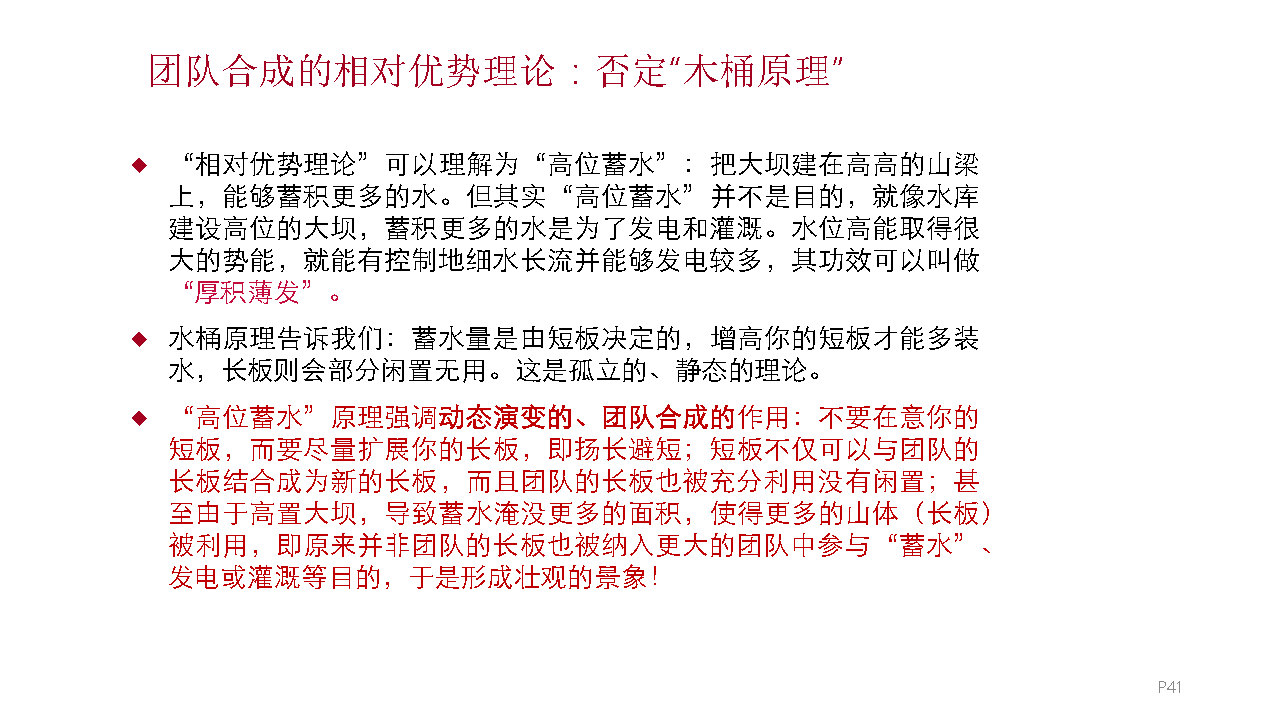 团队合成的相对优势理论：否定“木桶原理”
◆ “相对优势理论”可以理解为“高位蓄水”：把大坝建在高高的山梁
上，能够蓄积更多的水。但其实“高位蓄水”并不是目的，就像水库
建设高位的大坝，蓄积更多的水是为了发电和灌溉。水位高能取得很
大的势能，就能有控制地细水长流并能够发电较多，其功效可以叫做
“厚积薄发”。
◆ 水桶原理告诉我们：蓄水量是由短板决定的，增高你的短板才能多装
水，长板则会部分闲置无用。这是孤立的、静态的理论。
◆ “高位蓄水”原理强调动态演变的、团队合成的作用：不要在意你的
短板，而要尽量扩展你的长板，即扬长避短；短板不仅可以与团队的
长板结合成为新的长板，而且团队的长板也被充分利用没有闲置；甚
至由于高置大坝，导致蓄水淹没更多的面积，使得更多的山体（长板）
被利用，即原来并非团队的长板也被纳入更大的团队中参与“蓄水”、
发电或灌溉等目的，于是形成壮观的景象！
P41